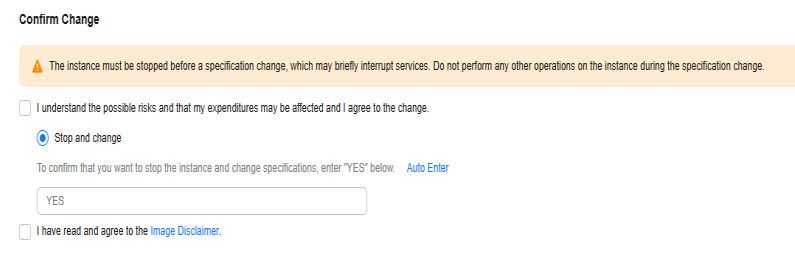 Confirm Change
The instance must be stopped before a specification change, which may briefly interrupt services. Do not perform any other operations on the instance during the specification change.
I understand the possible risks and that my expenditures may be affected and I agree to the change.
Stop and change
To confirm that you want to stop the instance and change specifications, enter "YES" below. Auto Enter
YES
I have read and agree to the Image Disclaimer.